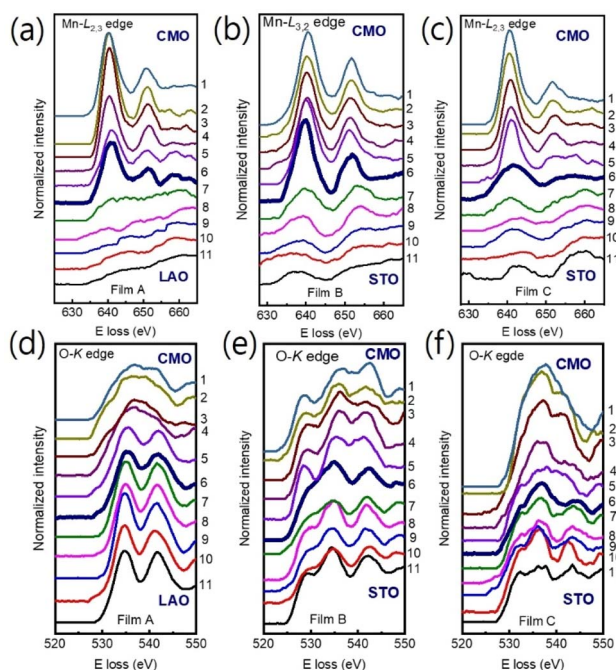 (a)
Mn-L2,3 edge
CMO
1
2
3
4
5
6
7
8
9
10
11
LAO
Film A
Normalized intensity
630 640 650 660
E loss (eV)
(b)
Mn-L3,2 edge
CMO
1
2
3
4
5
6
7
8
9
10
11
STO
Film B
Normalized intensity
630 640 650 660
E loss (eV)
(c)
Mn-L2,3 edge
CMO
1
2
3
4
5
6
7
8
9
10
11
STO
Film C
Normalized intensity
630 640 650 660
E loss (eV)
(d)
O-K edge
CMO
1
2
3
4
5
6
7
8
9
10
11
LAO
Film A
Normalized intensity
520 530 540 550
E loss (eV)
(e)
O-K edge
CMO
1
2
3
4
5
6
7
8
9
10
11
STO
Film B
Normalized intensity
520 530 540 550
E loss (eV)
(f)
O-K egde
CMO
1
2
3
4
5
6
7
8
9
STO
Film C
Normalized intensity
520 530 540 550
E loss (eV)